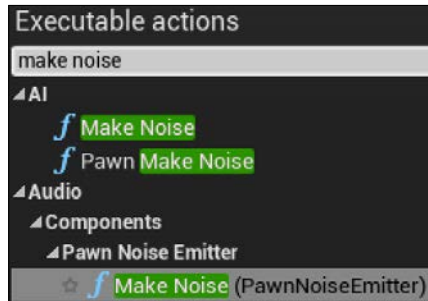 Executable actions
make noise
AI
f Make Noise
f Pawn Make Noise
Audio
Components
Pawn Noise Emitter
f Make Noise (PawnNoiseEmitter)